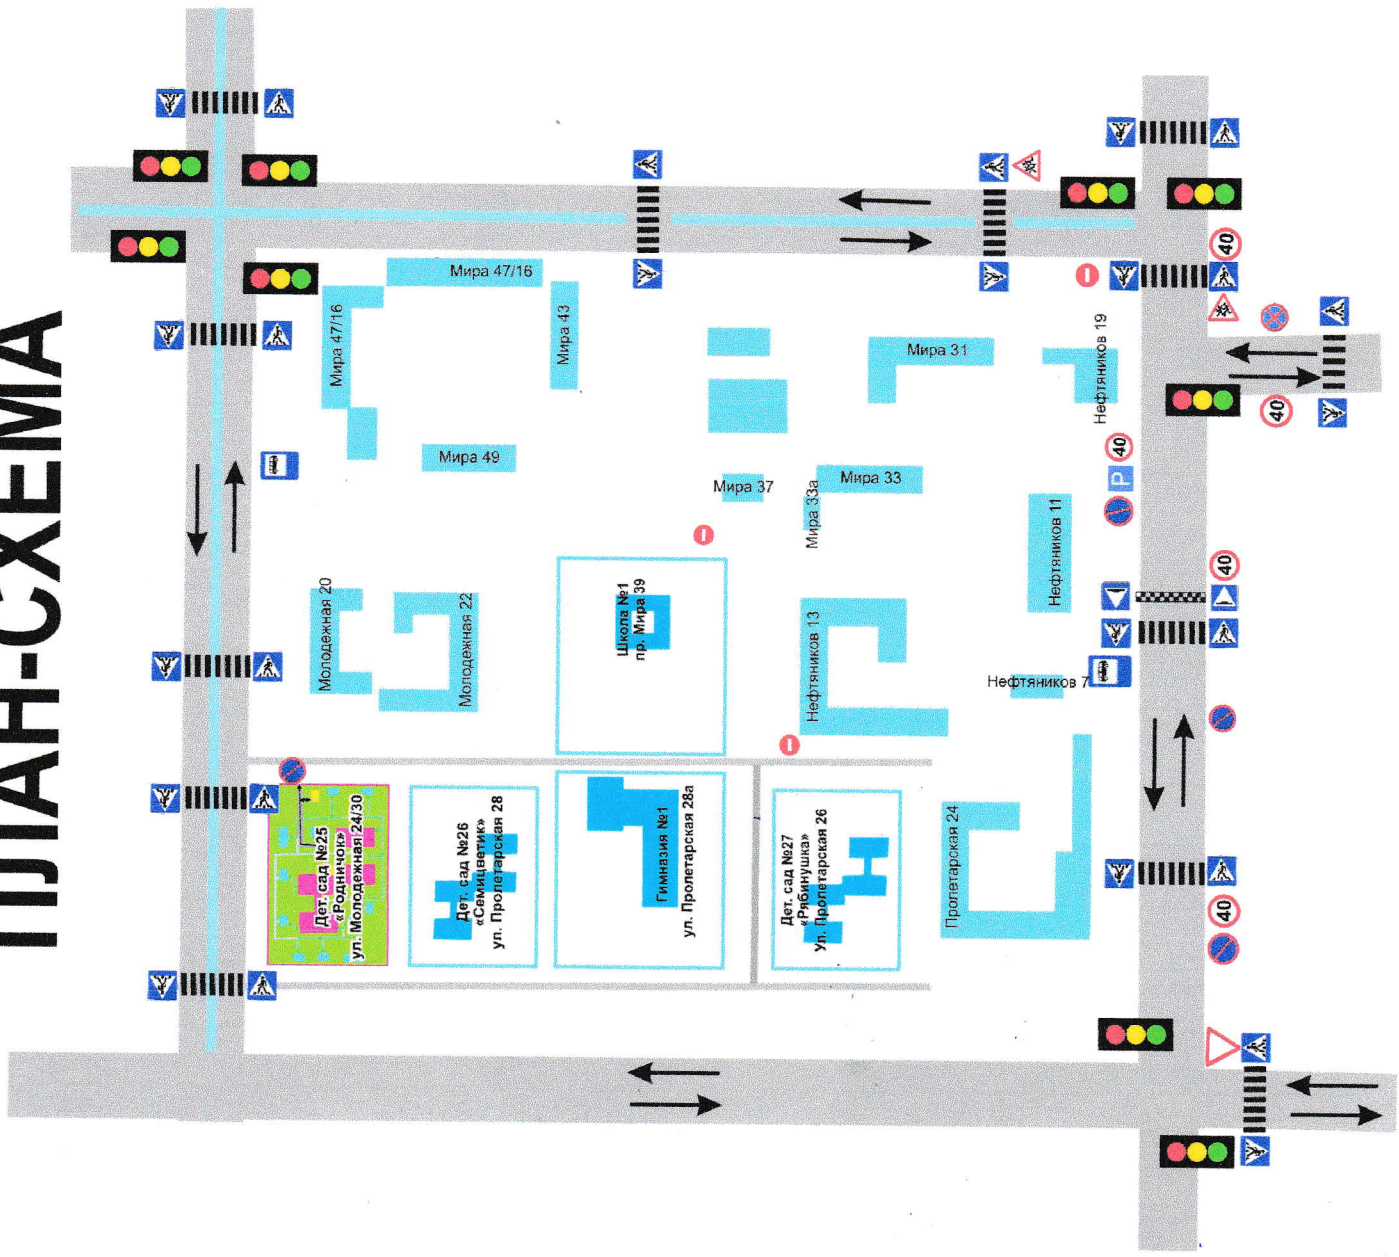 ПЛАН-СХЕМА
Мира 47/16
Мира 47/16
Мира 43
Мира 49
Мира 31
Нефтяников 19
Мира 37
Мира 33а
Мира 33
Нефтяников 11
Молодежная 20
Молодежная 22
Школа №1
пр. Мира 39
Нефтяников 13
Нефтяников 7
Дет. сад №25
«Родничок»
ул. Молодежная 24/30
Дет. сад №26
«Семицветик»
ул. Пролетарская 28
Гимназия №1
ул. Пролетарская 28а
Дет. сад №27
«Рябинушка»
Ул. Пролетарская 26
Пролетарская 24
40
40
40
P
40
40